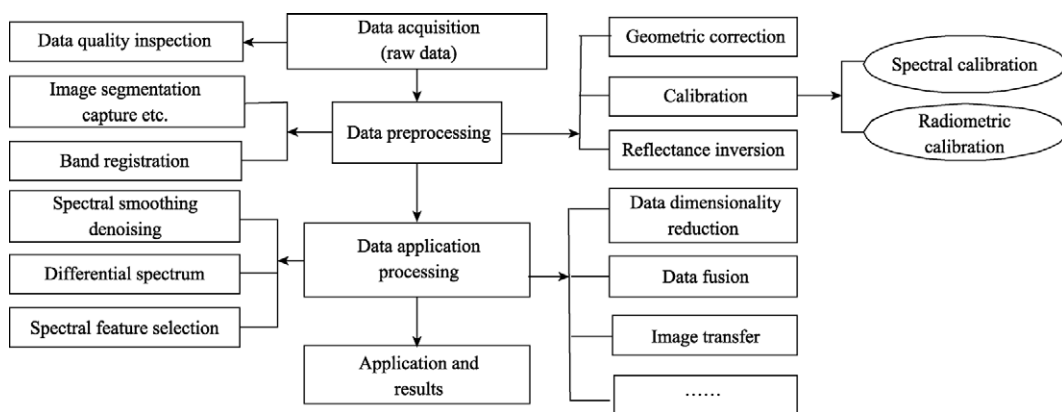 Data quality inspection
Data acquisition
(raw data)
Geometric correction
Image segmentation
capture etc.
Data preprocessing
Calibration
Spectral calibration
Band registration
Reflectance inversion
Radiometric
calibration
Spectral smoothing
denoising
Data application
processing
Data dimensionality
reduction
Differential spectrum
Data fusion
Spectral feature selection
Image transfer
Application and
results
……